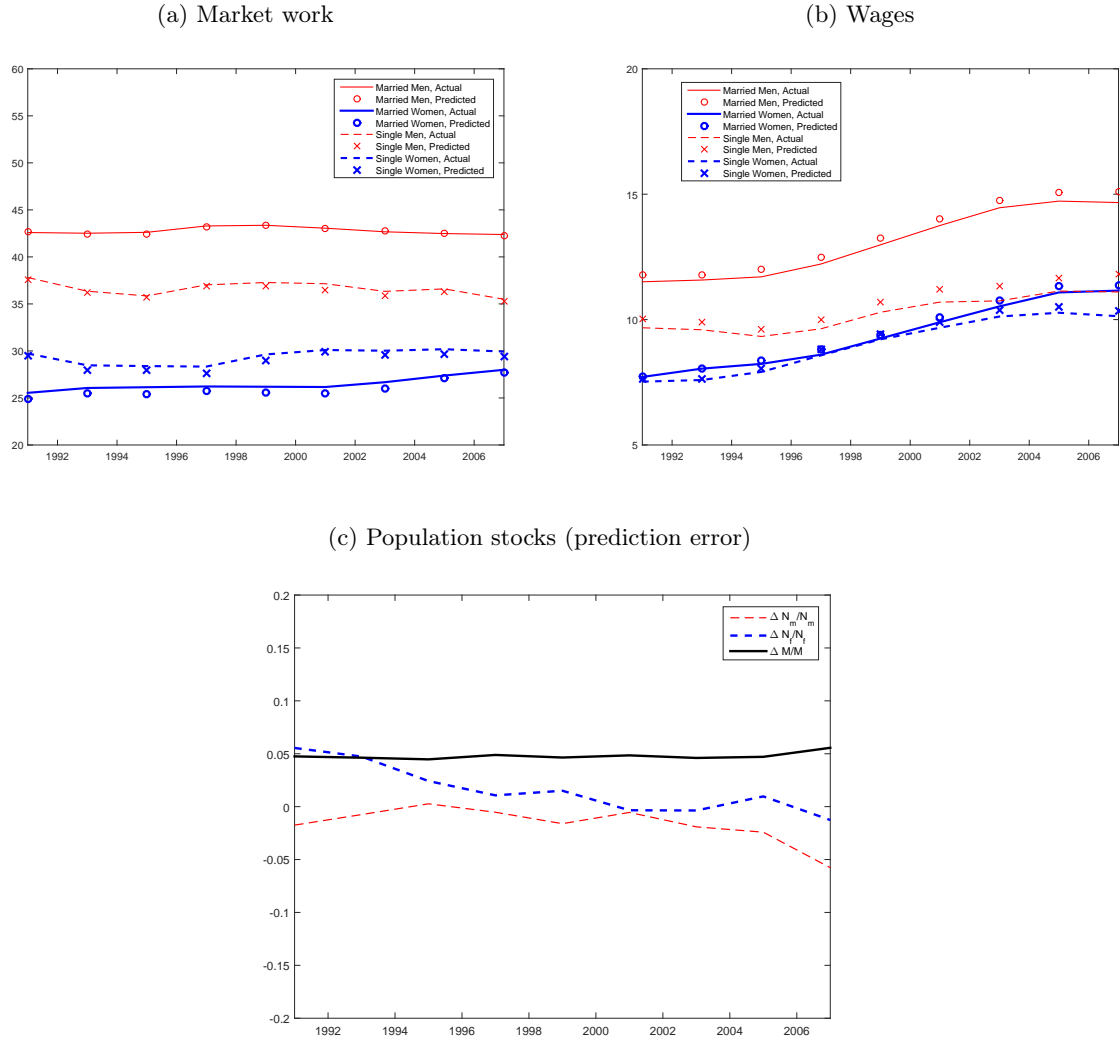 (a) Market work
60
55
50
45
40
35
30
25
20
1992 1994 1996 1998 2000 2002 2004 2006
Married Men, Actual
Married Men, Predicted
Married Women, Actual
Married Women, Predicted
Single Men, Actual
Single Men, Predicted
Single Women, Actual
Single Women, Predicted
(b) Wages
20
15
10
5
1992 1994 1996 1998 2000 2002 2004 2006
Married Men, Actual
Married Men, Predicted
Married Women, Actual
Married Women, Predicted
Single Men, Actual
Single Men, Predicted
Single Women, Actual
Single Women, Predicted
(c) Population stocks (prediction error)
0.2
0.15
0.1
0.05
0
-0.05
-0.1
-0.15
-0.2
1992 1994 1996 1998 2000 2002 2004 2006
Δ N_m/N_m
Δ N_f/N_f
Δ M/M